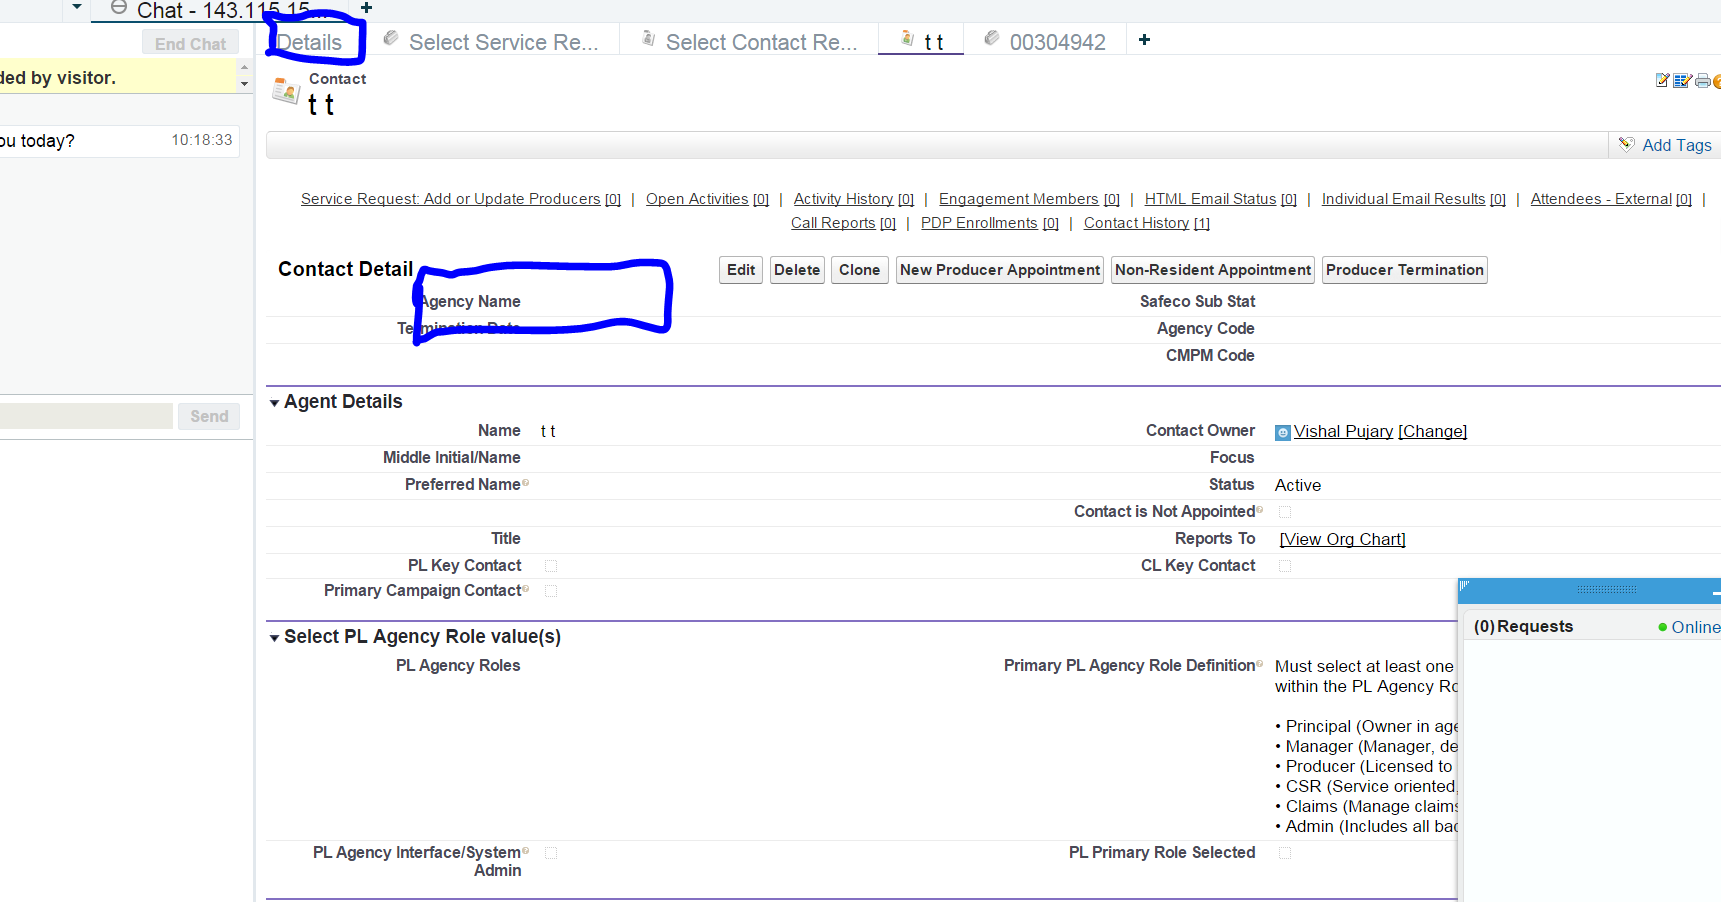 Chat - 143.115.15...
End Chat
Details
Select Service Re...
Select Contact Re...
t t
00304942
ded by visitor.
ou today?
10:18:33
Send
Contact
t t
Add Tags
Service Request: Add or Update Producers [0] | Open Activities [0] | Activity History [0] | Engagement Members [0] | HTML Email Status [0] | Individual Email Results [0] | Attendees - External [0] |
Call Reports [0] | PDP Enrollments [0] | Contact History [1]
Contact Detail
Edit
Delete
Clone
New Producer Appointment
Non-Resident Appointment
Producer Termination
Agency Name
Safeco Sub Stat
Termination Date
Agency Code
CMPM Code
Agent Details
Name t t
Contact Owner Vishal Pujary [Change]
Middle Initial/Name
Focus
Preferred Name
Status Active
Contact is Not Appointed
Title
Reports To [View Org Chart]
PL Key Contact
CL Key Contact
Primary Campaign Contact
Select PL Agency Role value(s)
PL Agency Roles
Primary PL Agency Role Definition
Must select at least one
within the PL Agency Ro
• Principal (Owner in age
• Manager (Manager, de
• Producer (Licensed to
• CSR (Service oriented,
• Claims (Manage claims
• Admin (Includes all bac
PL Agency Interface/System
Admin
PL Primary Role Selected
(0) Requests
Online